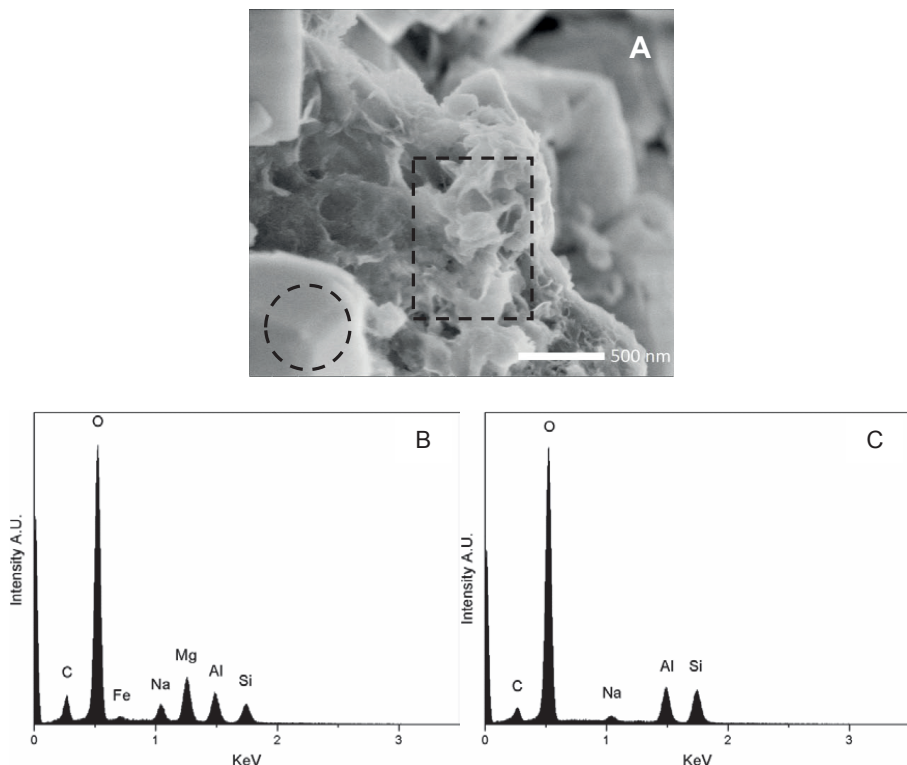 A
500 nm
B
O
C
Fe
Na
Mg
Al
Si
Intensity A.U.
0
1
2
3
KeV
C
O
C
Na
Al
Si
Intensity A.U.
0
1
2
3
KeV